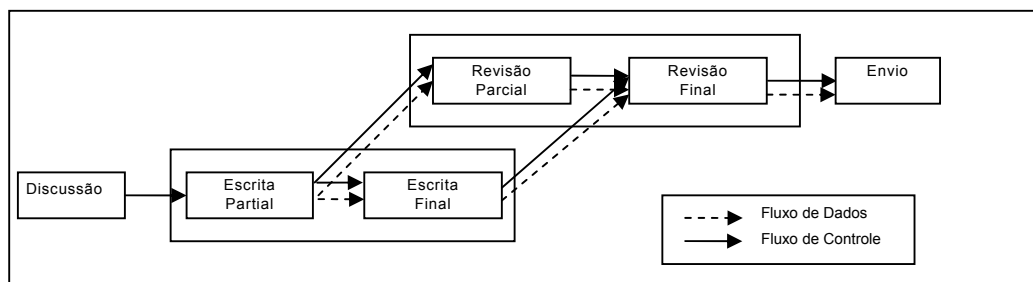 Revisão
Parcial
Revisão
Final
Envio
Discussão
Escrita
Partial
Escrita
Final
Fluxo de Dados
Fluxo de Controle